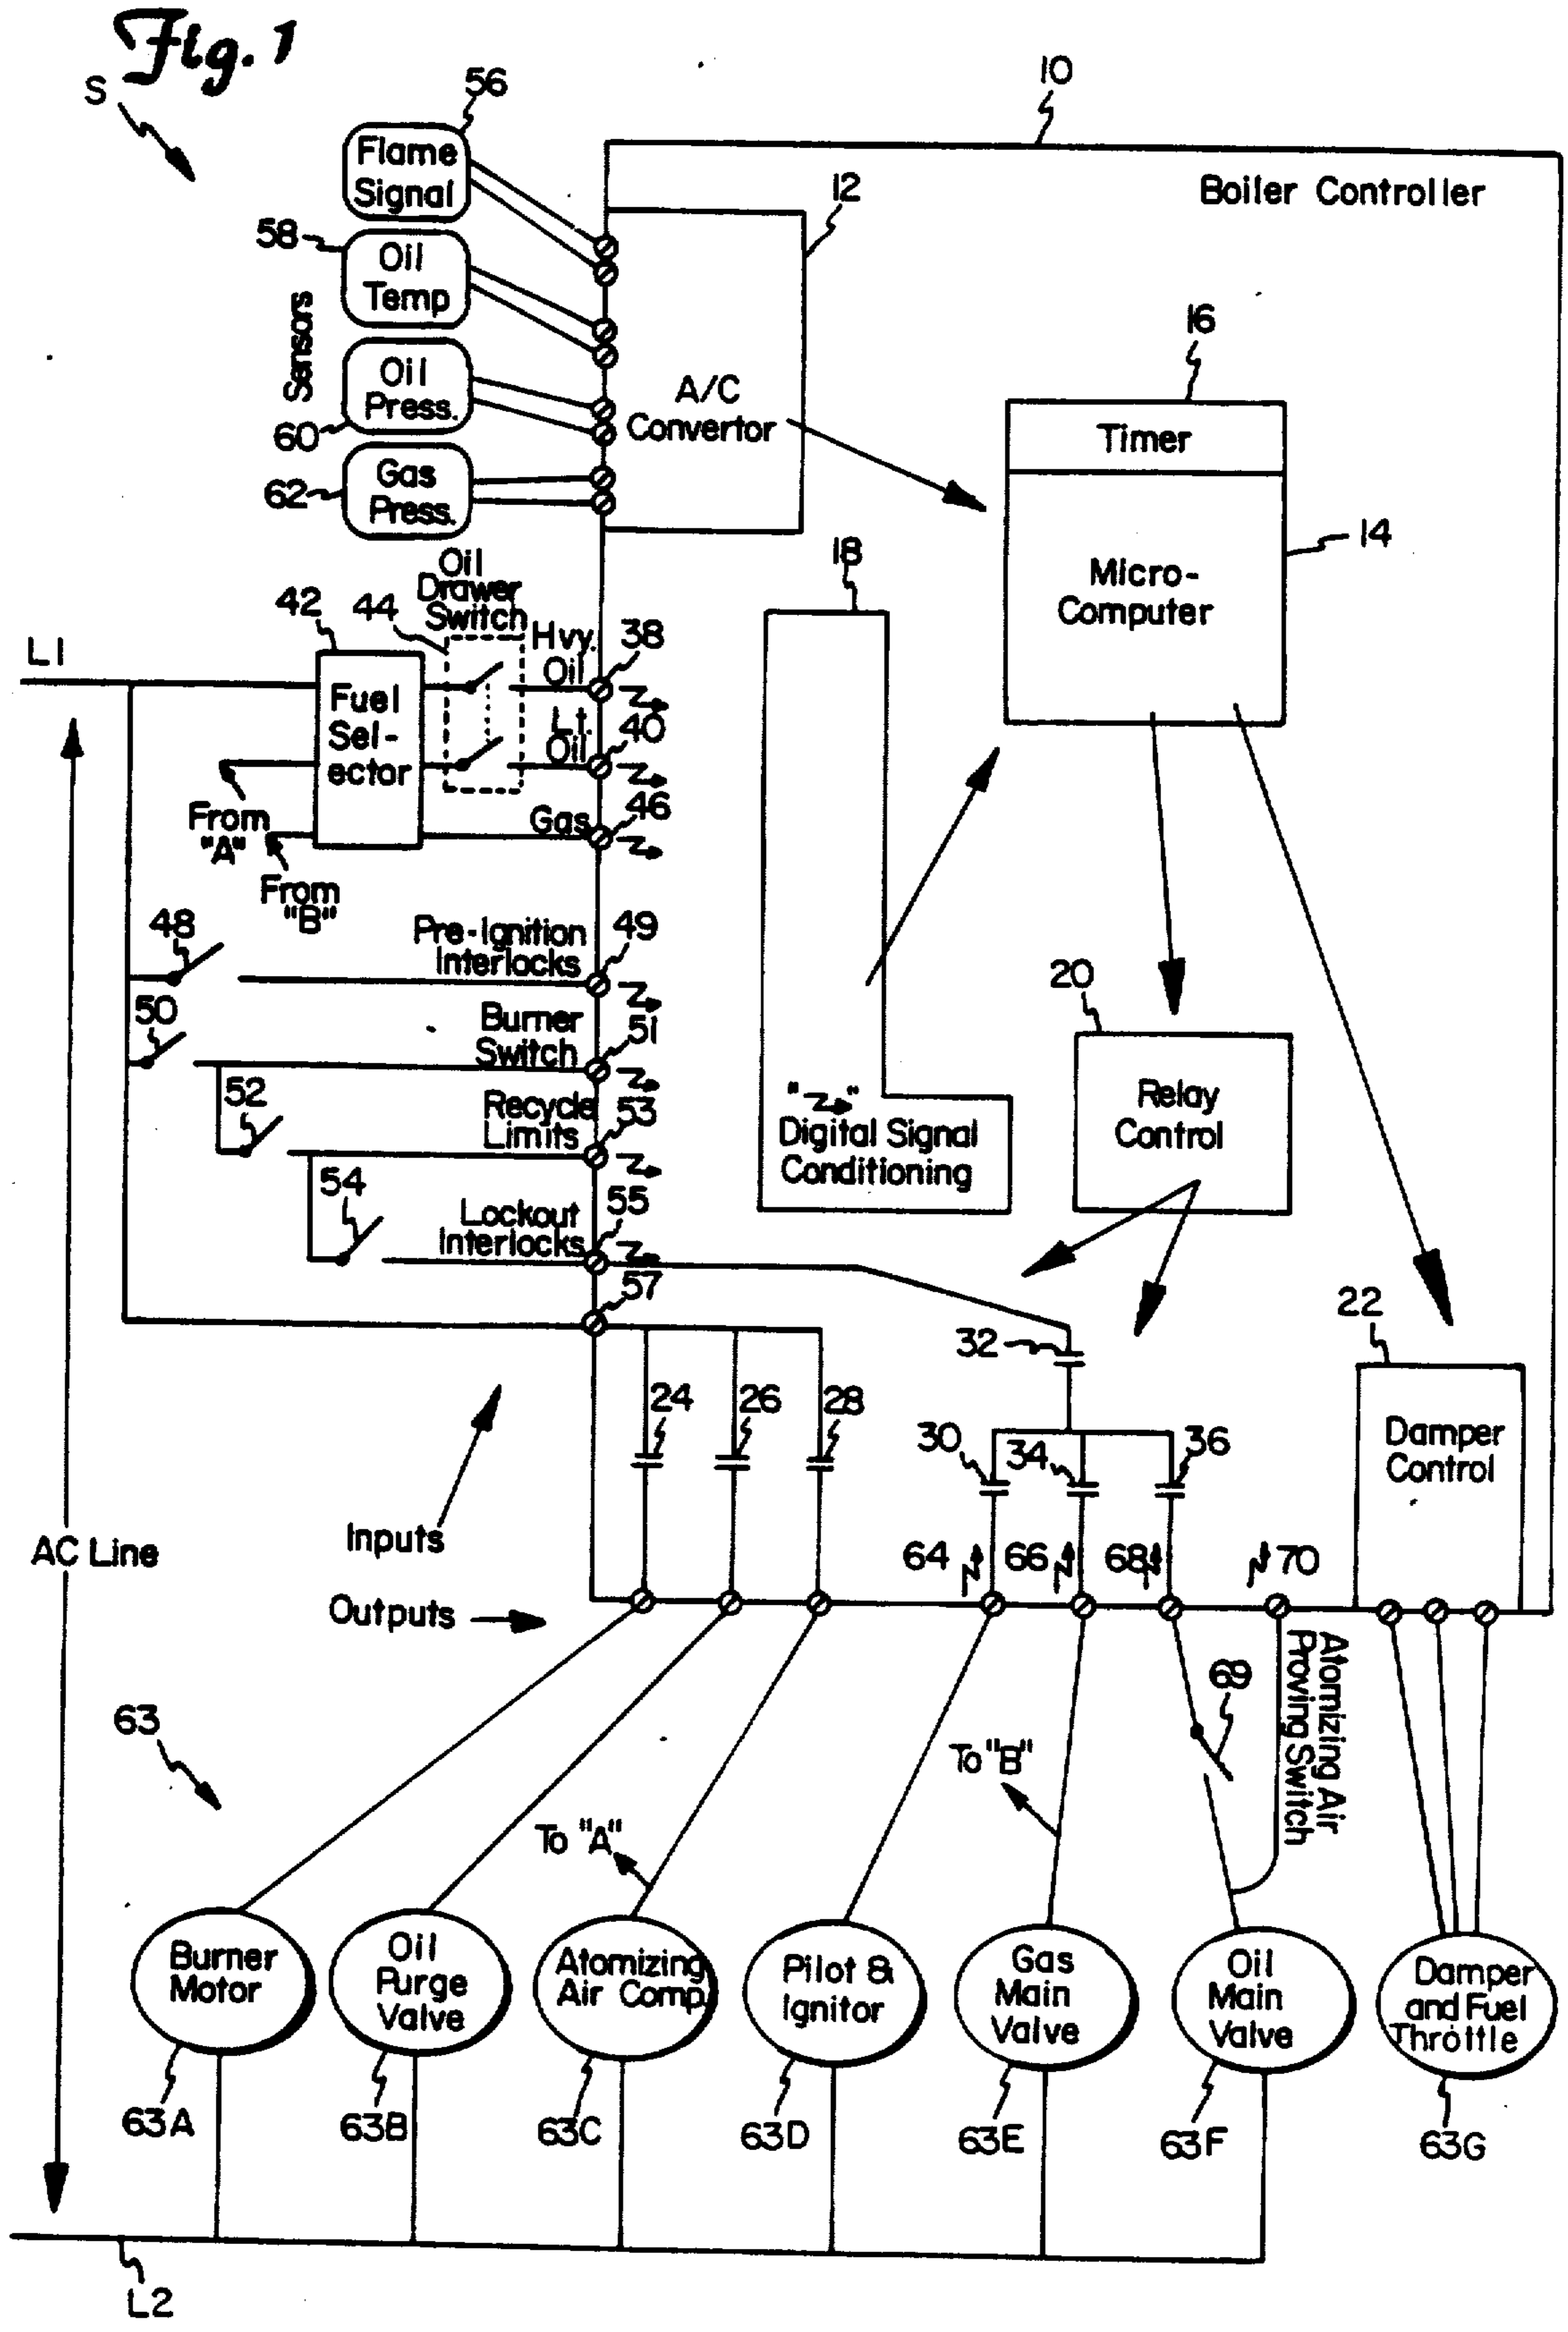 Fig. 1
S
56
10
Flame
Signal
12
Boiler Controller
58
Oil
Temp
Sensors
16
Oil
Press.
A/C
Convertor
60
Timer
Gas
Press.
62
14
18
Oil
Drawer
Switch
Micro-
Computer
42
44
L1
Hvy.
Oil
38
Fuel
Sel-
ector
Lt.
Oil
40
From
"A"
Gas
46
From
"B"
48
Pre-Ignition
Interlocks
49
50
Burner
Switch
51
20
52
Recycle
Limits
53
Relay
Control
" "
Digital Signal
Conditioning
54
Lockout
Interlocks
55
57
22
32
24
26
28
30
34
36
Damper
Control
AC Line
Inputs
64
66
68
70
Outputs
Atomizing Air
Proving Switch
69
63
To "B"
To "A"
Burner
Motor
Oil
Purge
Valve
Atomizing
Air Comp.
Pilot &
Ignitor
Gas
Main
Valve
Oil
Main
Valve
Damper
and Fuel
Throttle
63A
63B
63C
63D
63E
63F
63G
L2